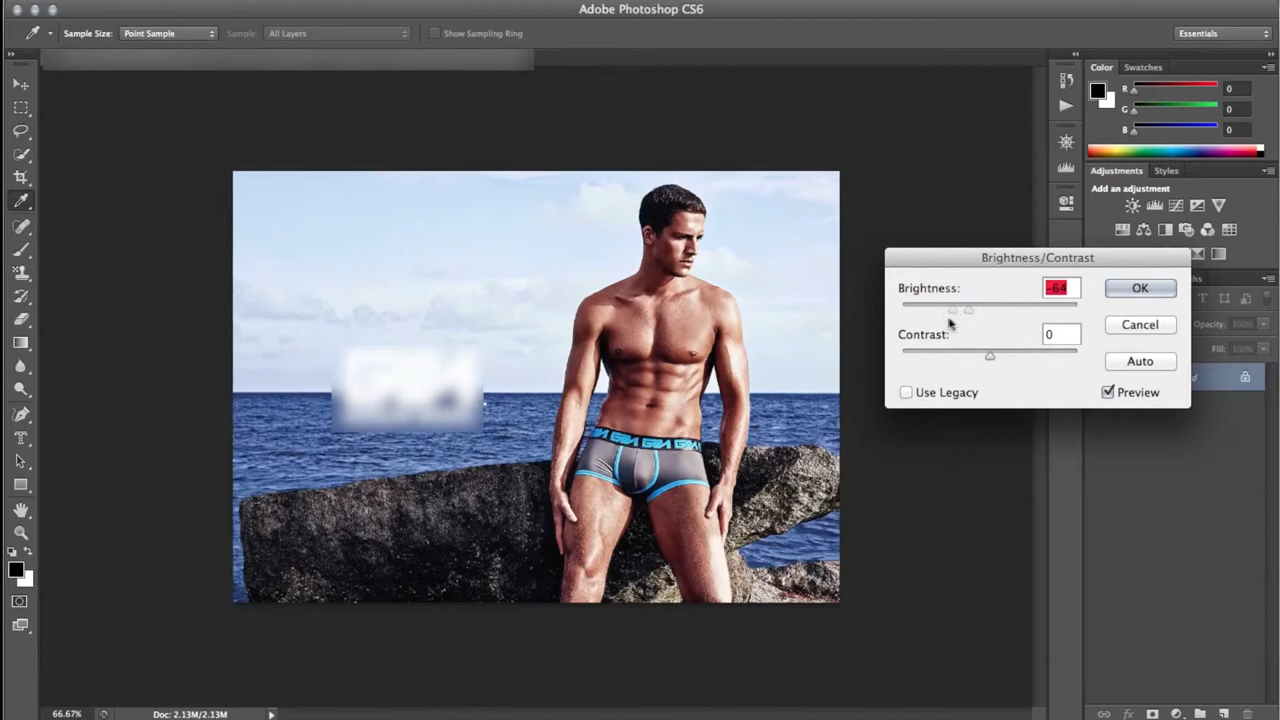 Adobe Photoshop CS6
Sample Size: Point Sample Sample: All Layers Show Sampling Ring Essentials
Color Swatches
R 0
G 0
B 0
Adjustments Styles
Add an adjustment
Brightness/Contrast
Brightness: -64 OK
Contrast: 0 Cancel
Auto
Use Legacy Preview
Opacity: 100%
Fill: 100%
66.67% Doc: 2.13M/2.13M